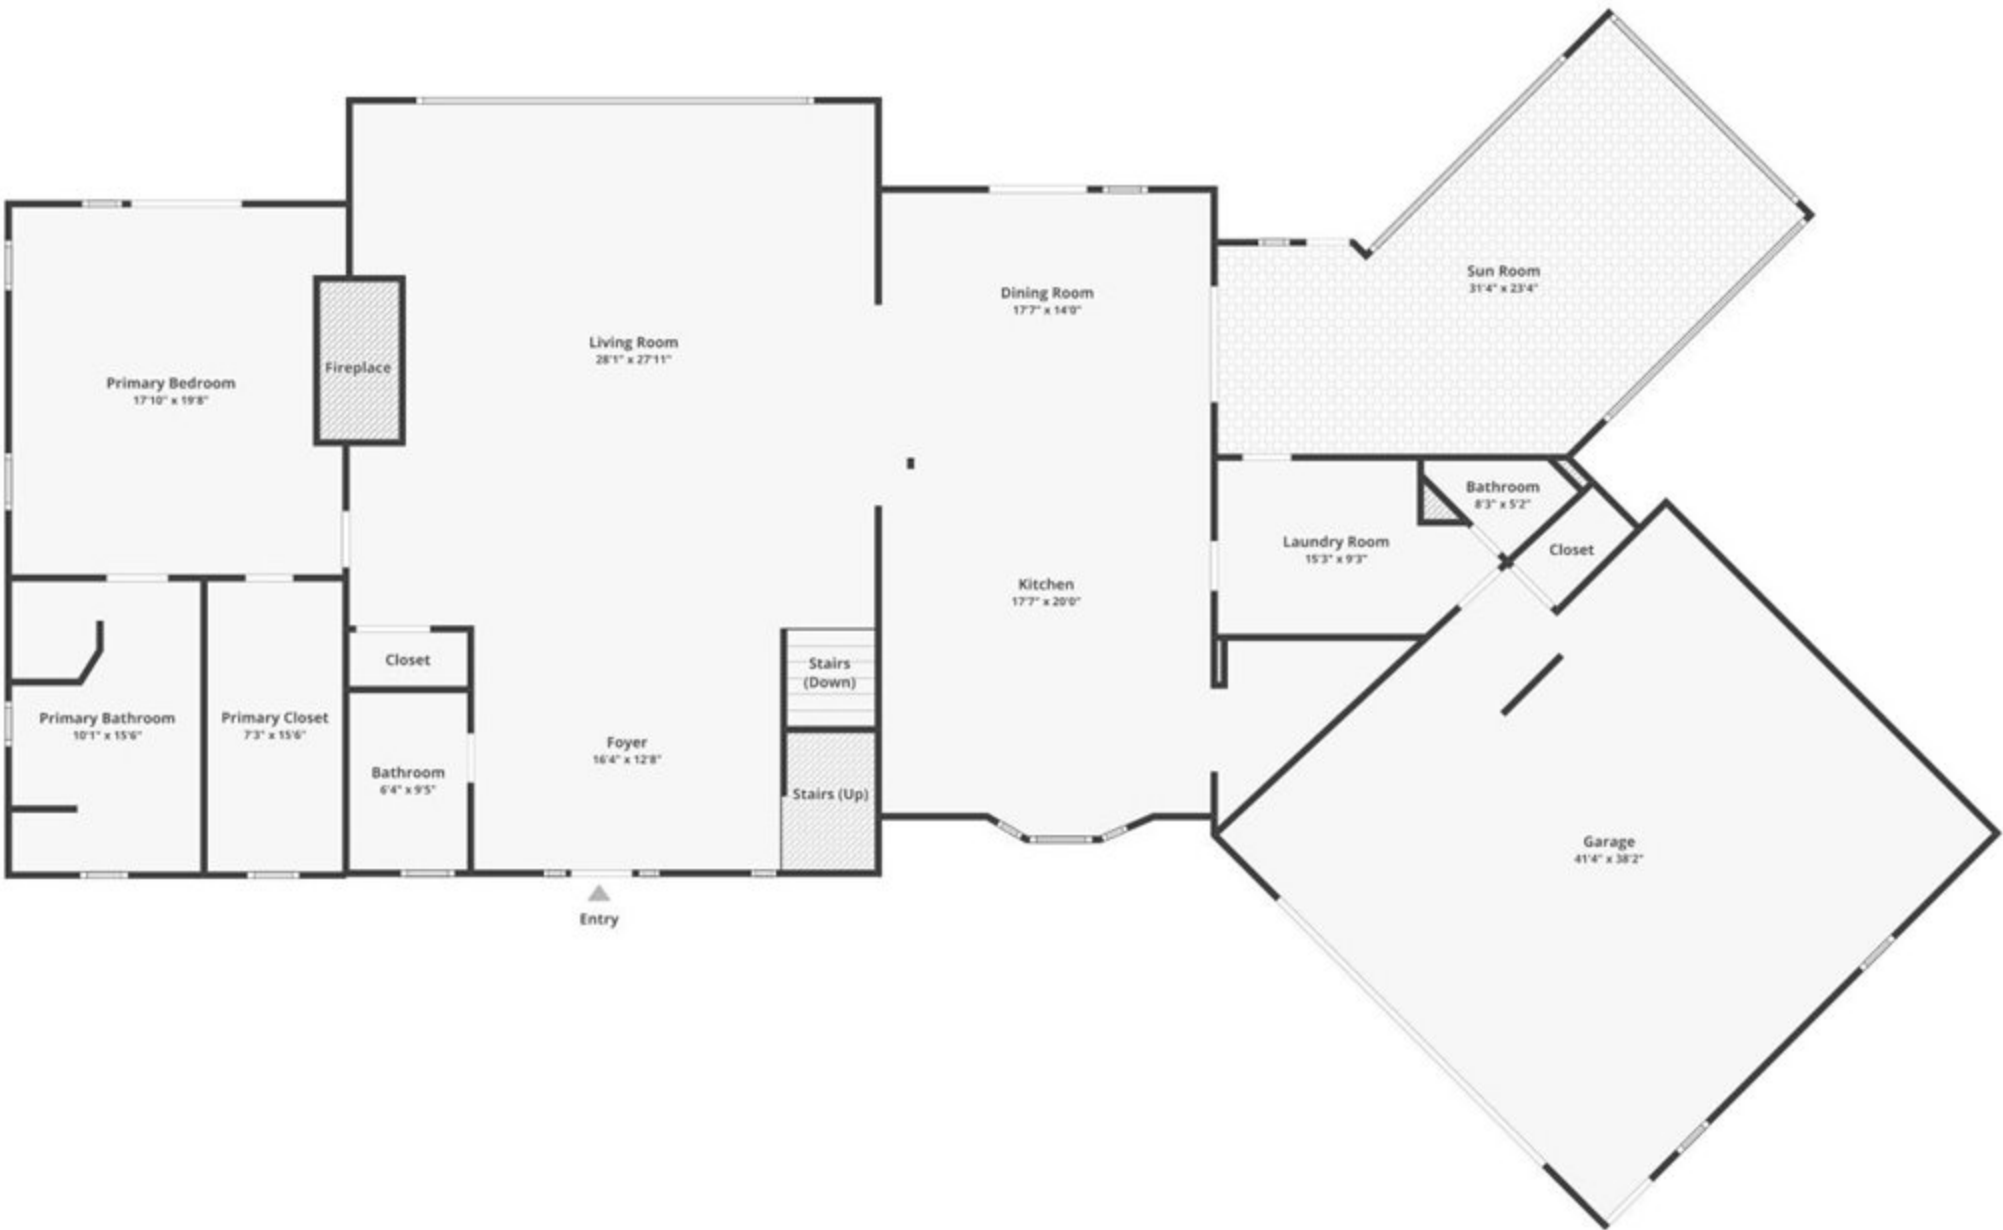 Sun Room
31'4" x 23'4"
Dining Room
17'7" x 14'0"
Living Room
28'1" x 27'11"
Fireplace
Primary Bedroom
17'10" x 19'8"
Bathroom
8'3" x 5'2"
Laundry Room
15'3" x 9'3"
Closet
Kitchen
17'7" x 20'0"
Closet
Stairs
(Down)
Primary Bathroom
10'1" x 15'6"
Primary Closet
7'3" x 15'6"
Foyer
16'4" x 12'8"
Bathroom
6'4" x 9'5"
Stairs (Up)
Garage
41'4" x 38'2"
Entry